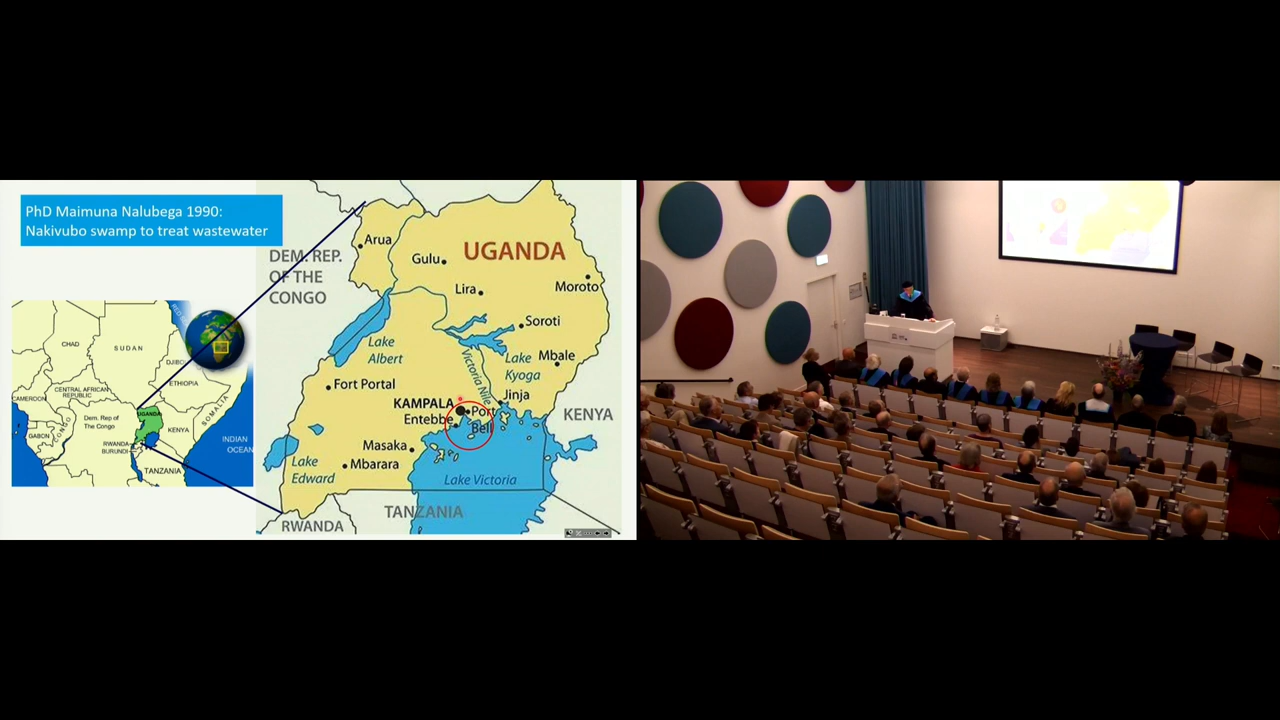 PhD Maimuna Nalubega 1990:
Nakivubo swamp to treat wastewater
CHAD
SUDAN
DJIBOU
ETHIOPIA
CAMEROON
CENTRAL AFRICAN
REPUBLIC
SOMALIA
UGANDA
Dem. Rep of
The Congo
CONGO
GABON
KENYA
RWANDA
BURUNDI
INDIAN
OCEAN
TANZANIA
DEM. REP.
OF THE
CONGO
Arua
Gulu
UGANDA
Lira
Moroto
Soroti
Lake
Albert
Lake
Kyoga
Mbale
Victoria Nile
Fort Portal
KAMPALA
Jinja
Port
Bell
Entebbe
KENYA
Masaka
Mbarara
Lake
Edward
Lake Victoria
RWANDA
TANZANIA